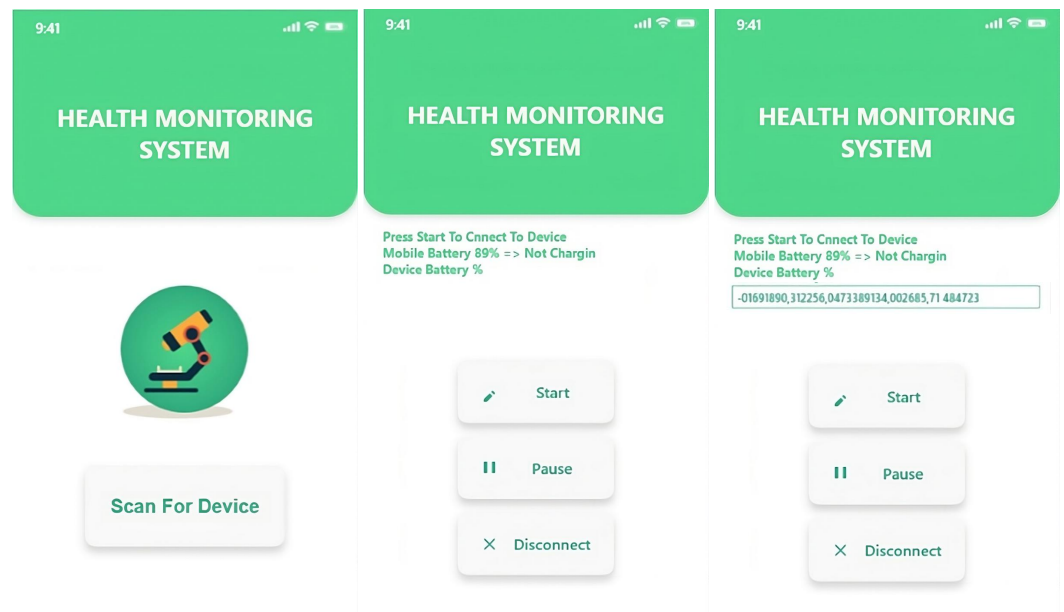 9:41
HEALTH MONITORING
SYSTEM
Scan For Device
9:41
HEALTH MONITORING
SYSTEM
Press Start To Cnnect To Device
Mobile Battery 89% => Not Chargin
Device Battery %
Start
Pause
Disconnect
9:41
HEALTH MONITORING
SYSTEM
Press Start To Cnnect To Device
Mobile Battery 89% => Not Chargin
Device Battery %
-01691890,312256,0473389134,002685,71 484723
Start
Pause
Disconnect